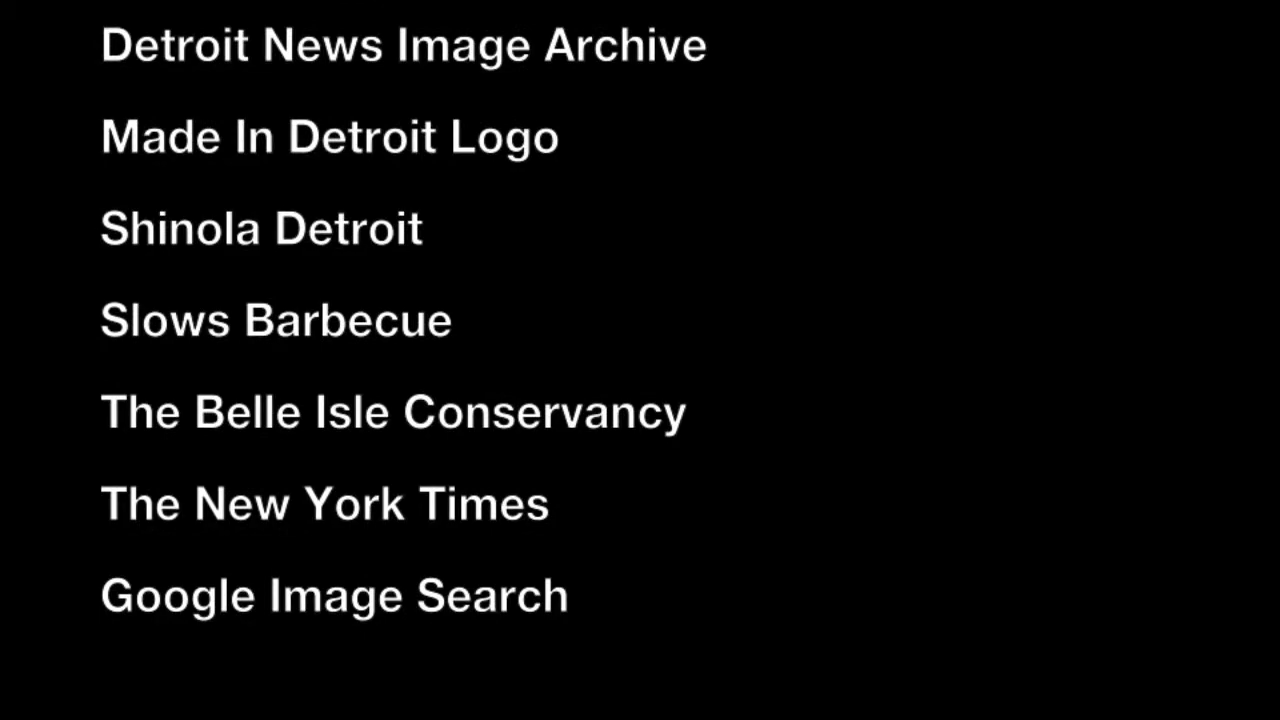 Detroit News Image Archive
Made In Detroit Logo
Shinola Detroit
Slows Barbecue
The Belle Isle Conservancy
The New York Times
Google Image Search